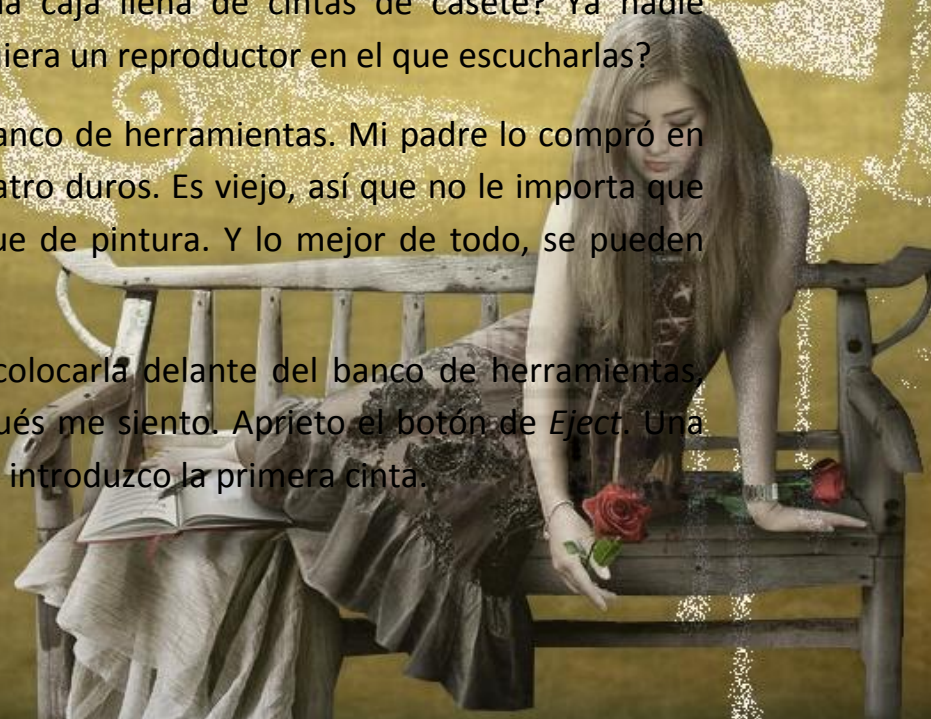 na caja llena de cintas de casete? Ya nadie
iera un reproductor en el que escucharlas?
anco de herramientas. Mi padre lo compró en
atro duros. Es viejo, así que no le importa que
ue de pintura. Y lo mejor de todo, se pueden
colocarla delante del banco de herramientas,
ués me siento. Aprieto el botón de Eject. Una
introduzco la primera cinta.